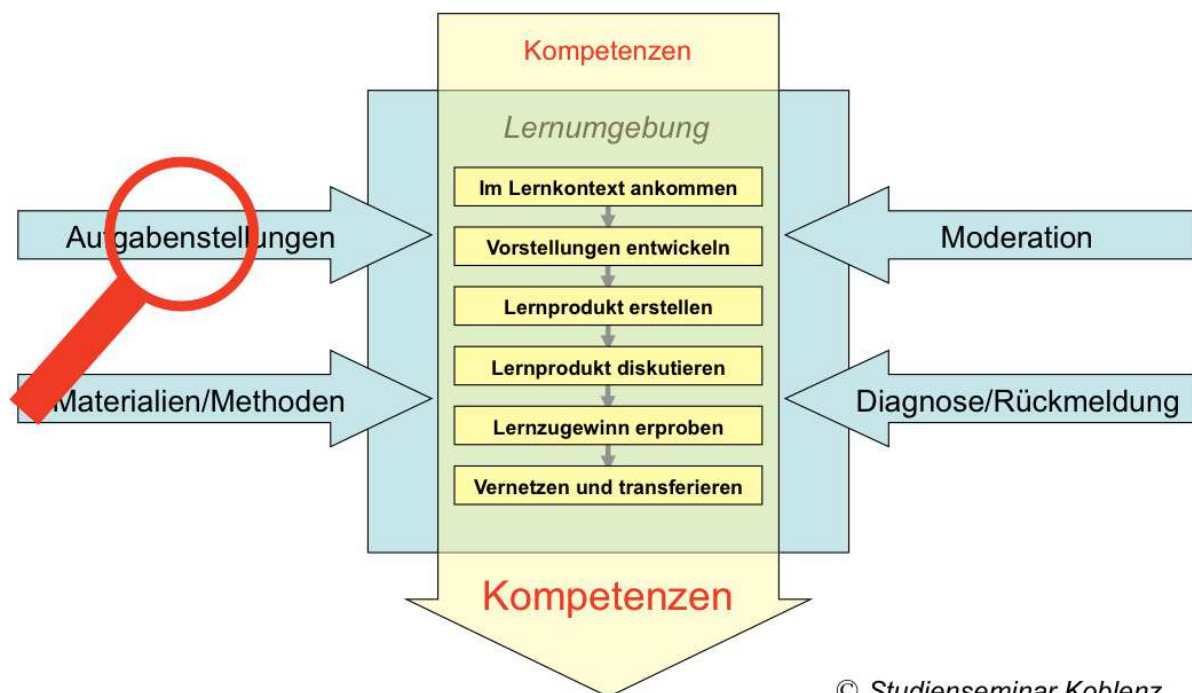 Kompetenzen
Lernumgebung
Im Lernkontext ankommen
Aufgabenstellungen
Moderation
Vorstellungen entwickeln
Lernprodukt erstellen
Lernprodukt diskutieren
Materialien/Methoden
Diagnose/Rückmeldung
Lernzugewinn erproben
Vernetzen und transferieren
Kompetenzen
© Studienseminar Koblenz